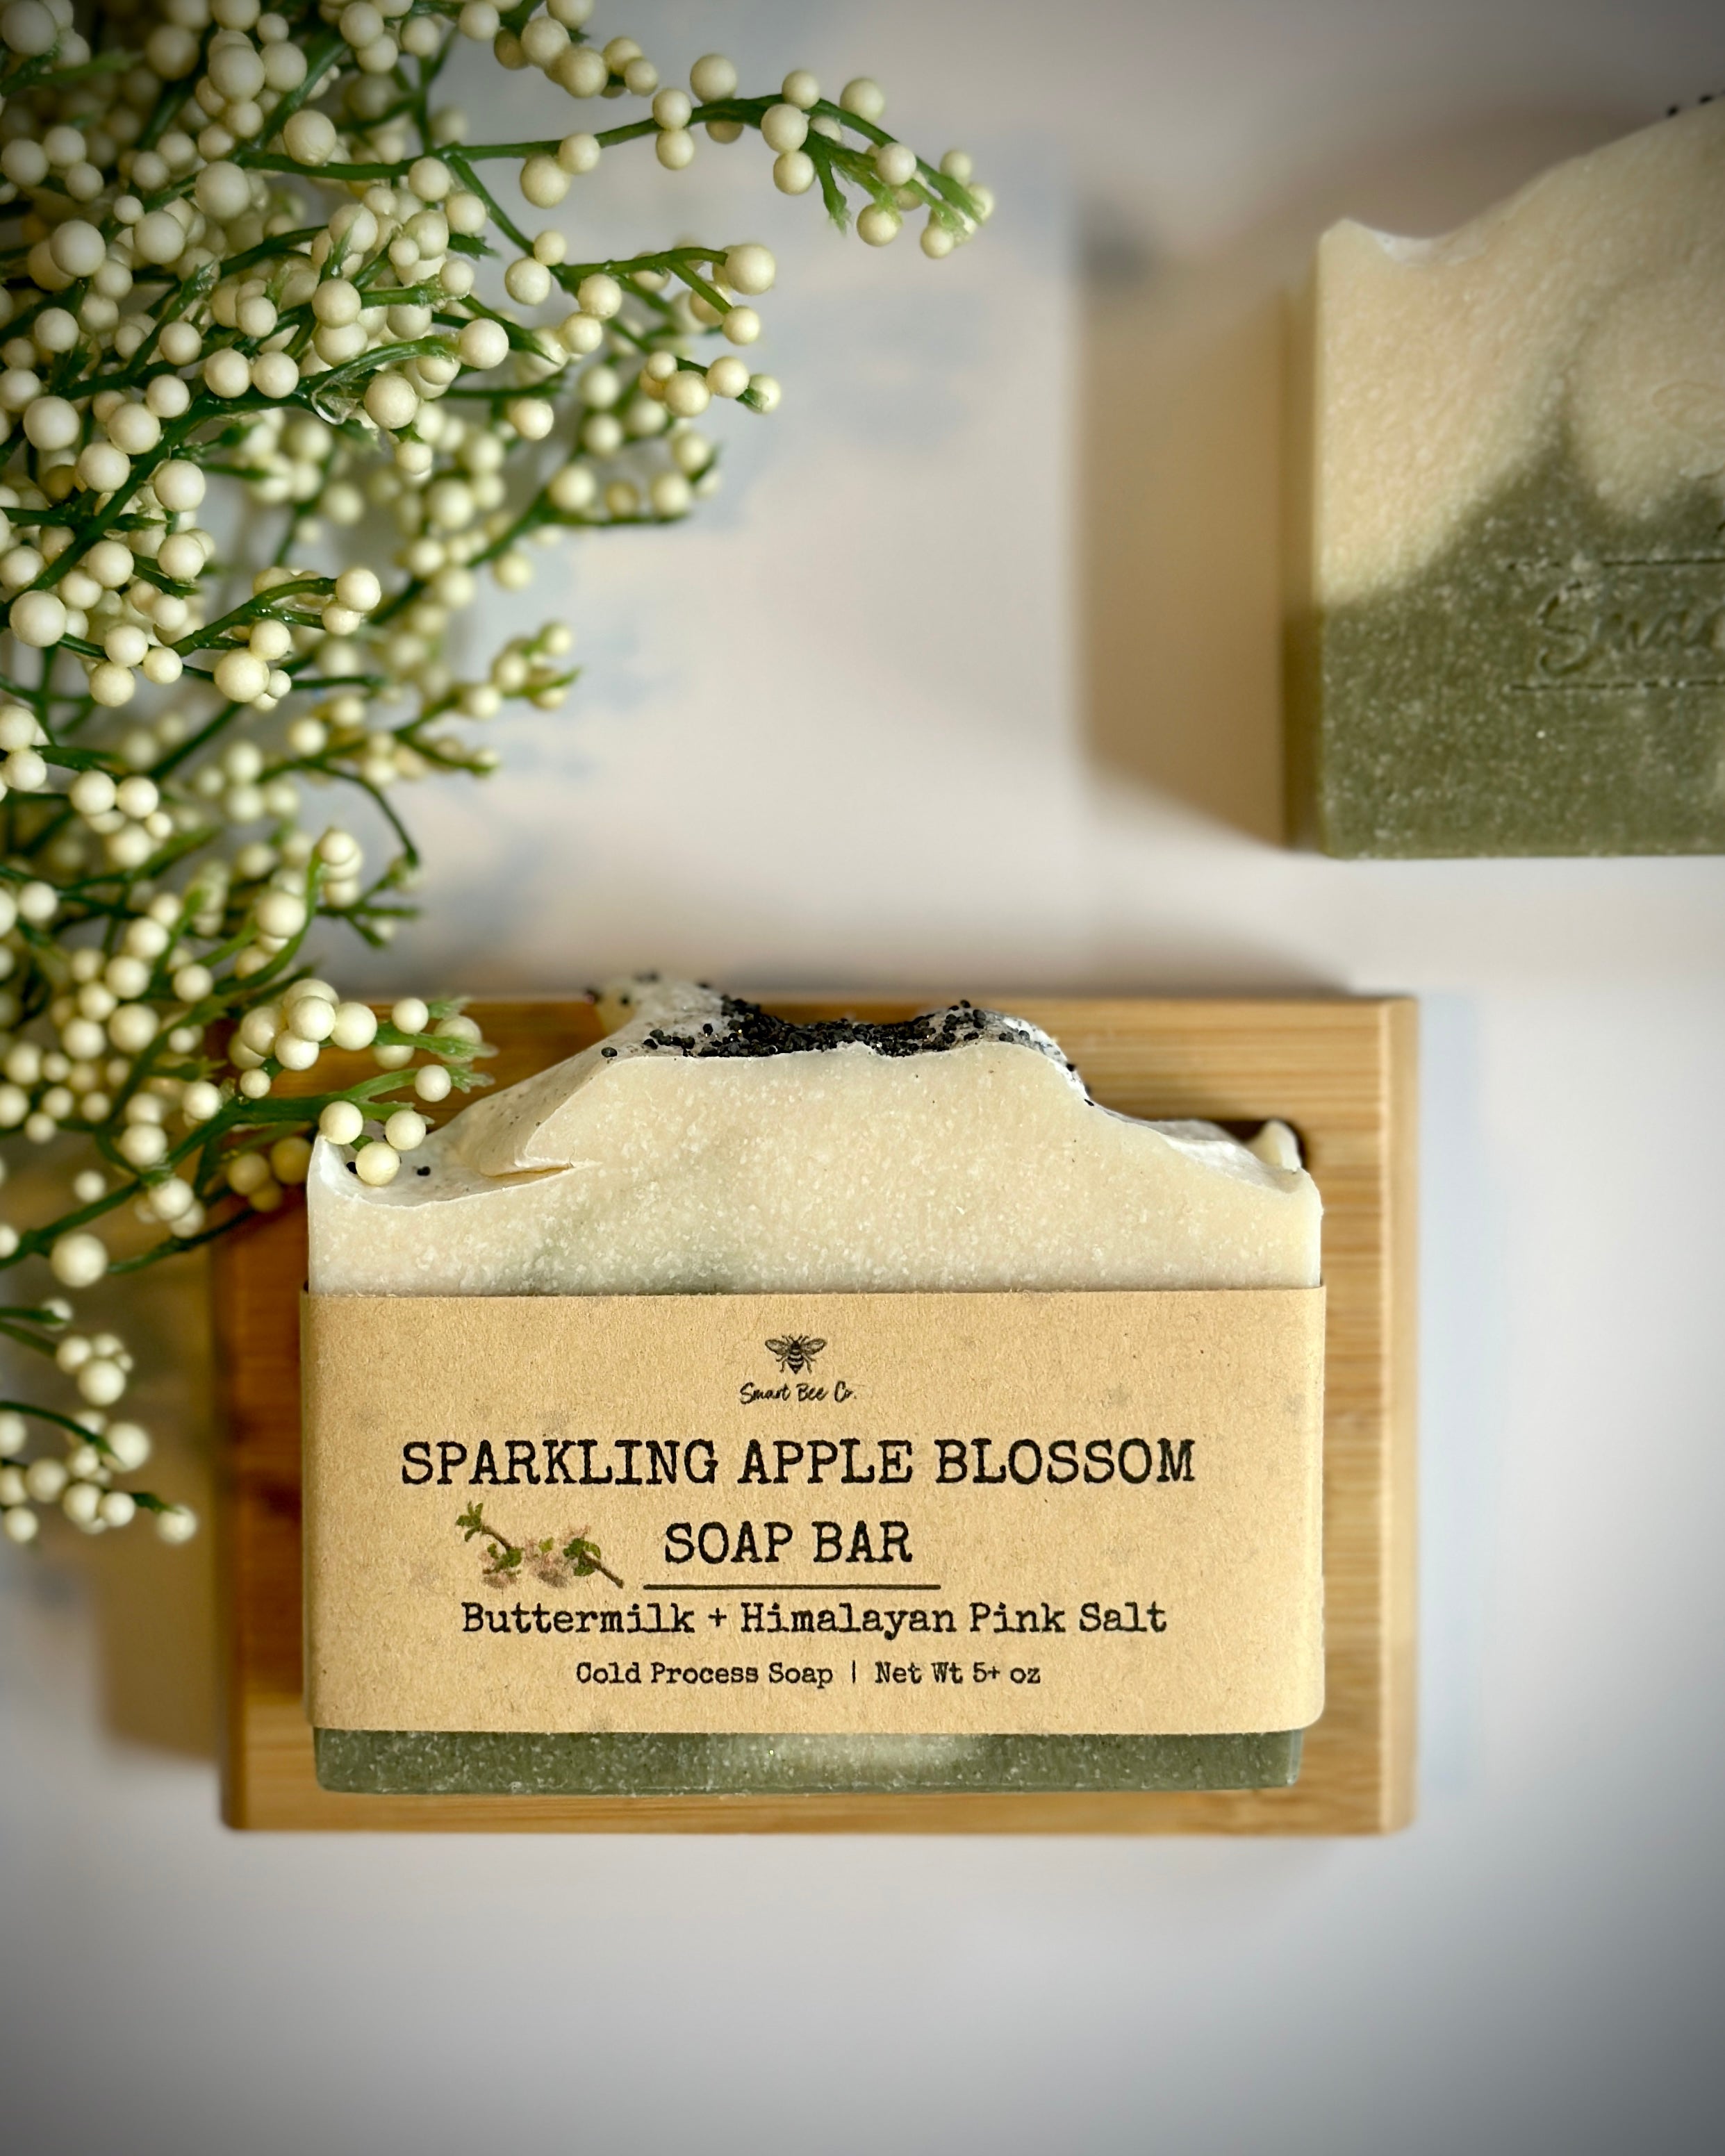 Smart Bee Co.
SPARKLING APPLE BLOSSOM
SOAP BAR
Buttermilk + Himalayan Pink Salt
Cold Process Soap | Net Wt 5+ oz